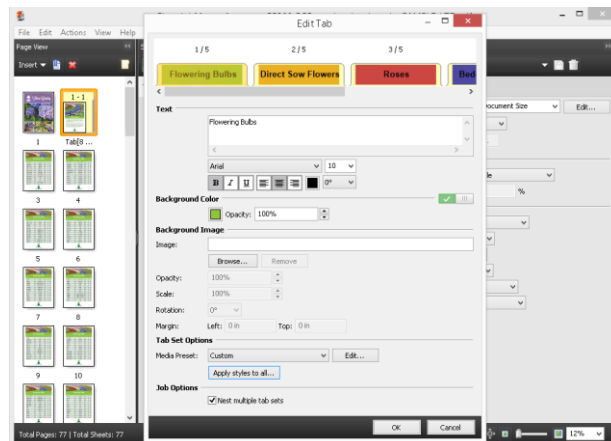 Edit Tab
File Edit Actions View Help
Page View
Insert
1/5 2/5 3/5
Flowering Bulbs Direct Sow Flowers Roses Bed
Text
Flowering Bulbs
Arial 10
B I U 0°
Background Color
Opacity: 100%
Background Image
Image:
Browse... Remove
Opacity: 100%
Scale: 100%
Rotation: 0°
Margin: Left: 0 in Top: 0 in
Tab Set Options
Media Preset: Custom Edit...
Apply styles to all...
Job Options
Nest multiple tab sets
OK Cancel
1-1
1 Tab[8 ...
3 4
5 6
7 8
9 10
Document Size Edit...
%
Total Pages: 77 | Total Sheets: 77
12%